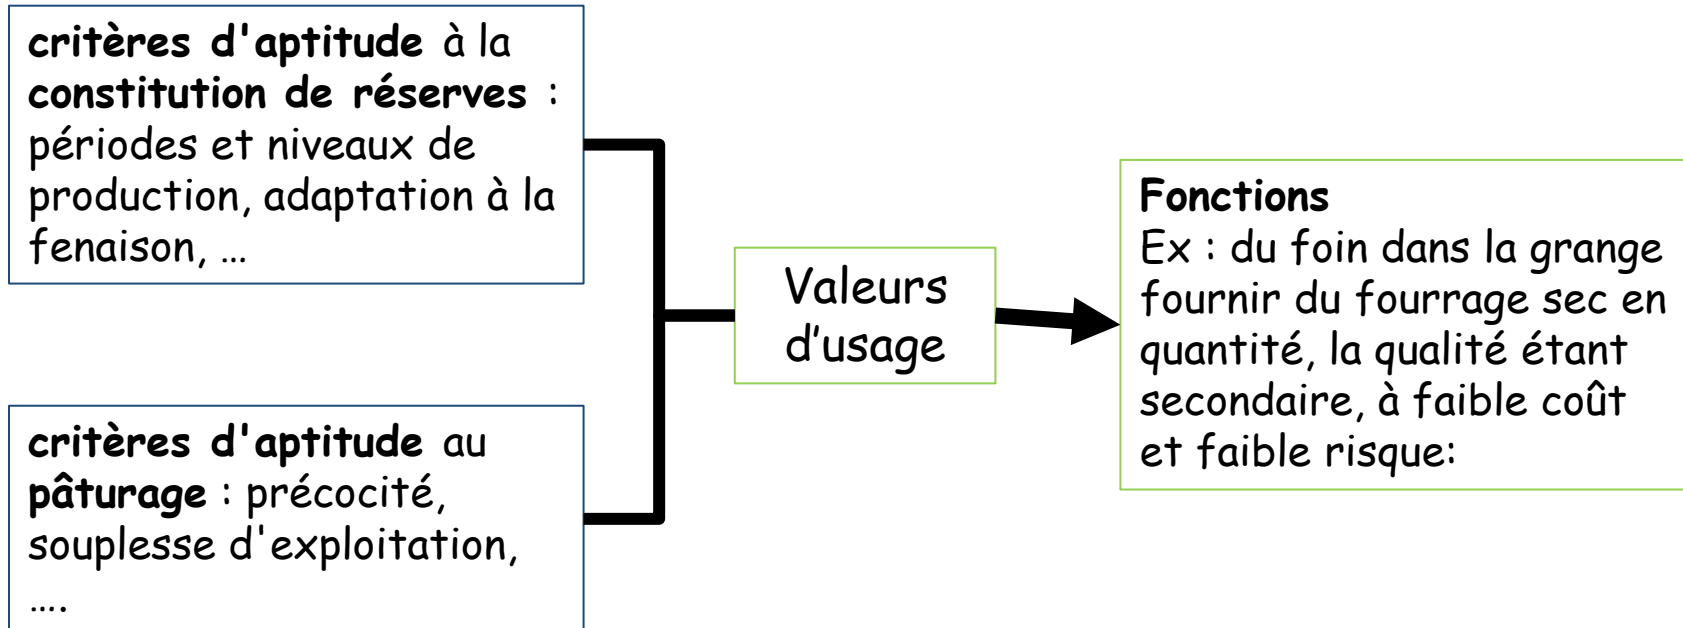 critères d'aptitude à la
constitution de réserves :
périodes et niveaux de
production, adaptation à la
fenaison, …
critères d'aptitude au
pâturage : précocité,
souplesse d'exploitation,
….
Valeurs
d’usage
Fonctions
Ex : du foin dans la grange
fournir du fourrage sec en
quantité, la qualité étant
secondaire, à faible coût
et faible risque: